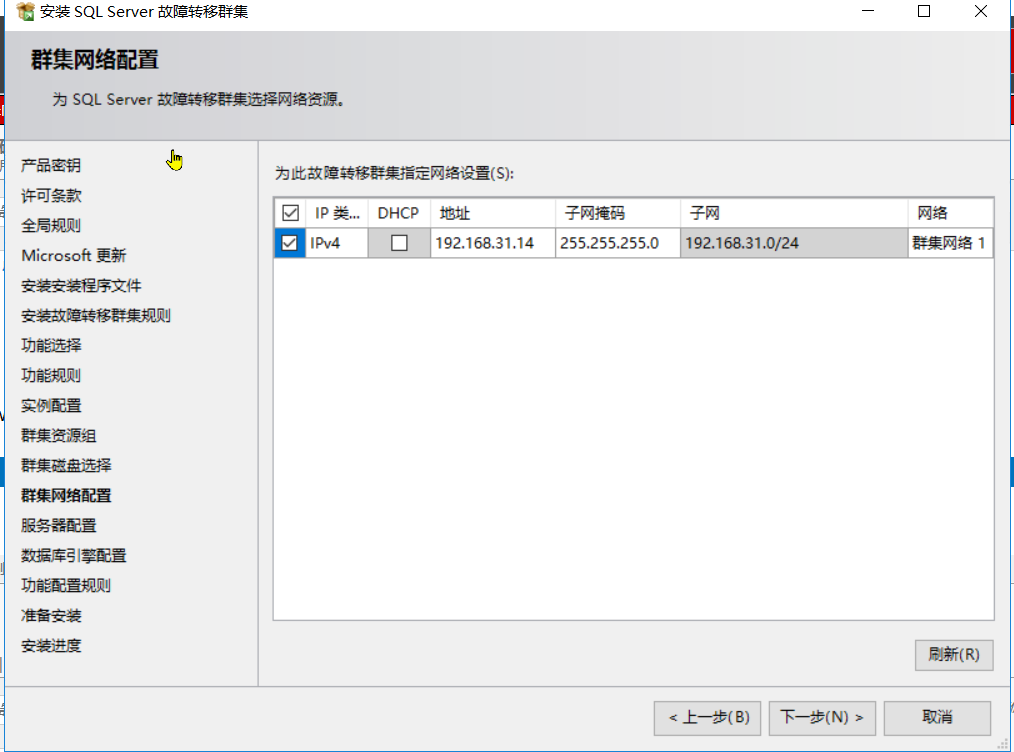 安装 SQL Server 故障转移群集
群集网络配置
为 SQL Server 故障转移群集选择网络资源。
产品密钥
许可条款
全局规则
Microsoft 更新
安装安装程序文件
安装故障转移群集规则
功能选择
功能规则
实例配置
群集资源组
群集磁盘选择
群集网络配置
服务器配置
数据库引擎配置
功能配置规则
准备安装
安装进度
为此故障转移群集指定网络设置(S):
IP 类... DHCP 地址 子网掩码 子网 网络
IPv4 192.168.31.14 255.255.255.0 192.168.31.0/24 群集网络 1
刷新(R)
< 上一步(B) 下一步(N) > 取消